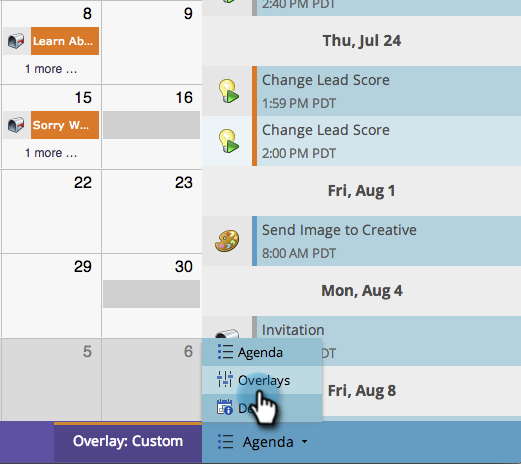 8
9
Learn Ab...
1 more ...
15
16
Sorry W...
1 more ...
22
23
29
30
5
6
Overlay: Custom
2:40 PM PDT
Thu, Jul 24
Change Lead Score
1:59 PM PDT
Change Lead Score
2:00 PM PDT
Fri, Aug 1
Send Image to Creative
8:00 AM PDT
Mon, Aug 4
Invitation
PDT
Fri, Aug 8
Agenda
Overlays
Agenda